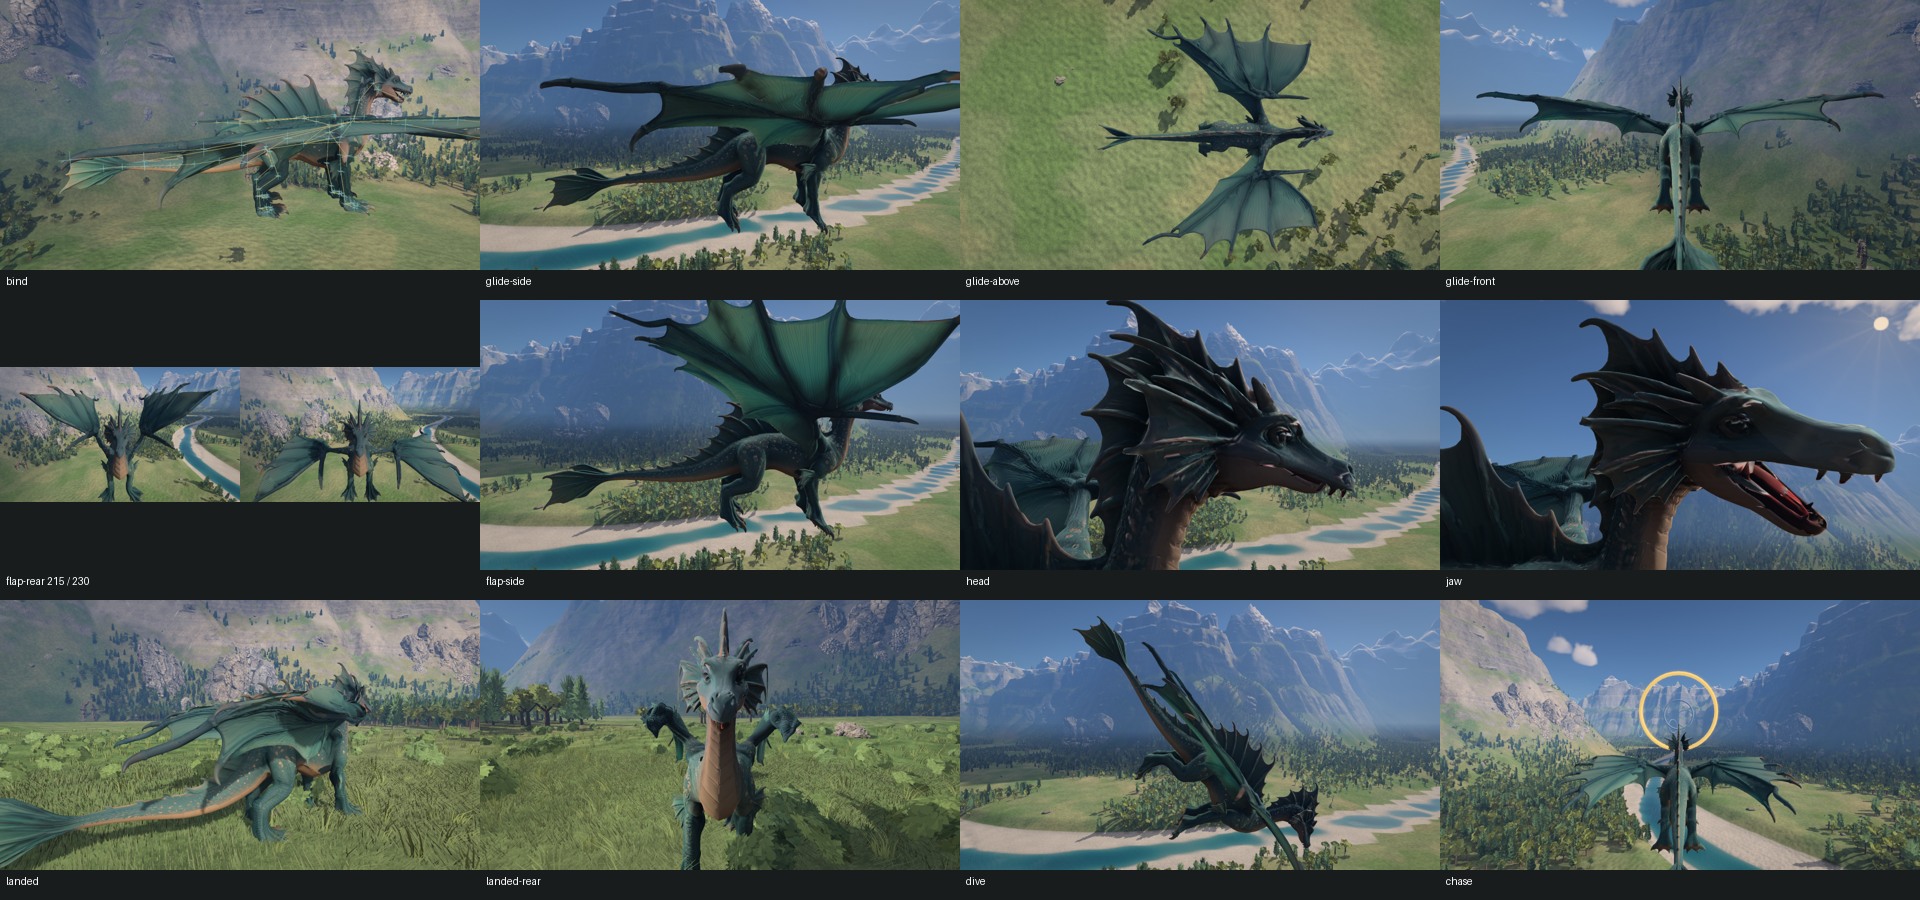 bind
glide-side
glide-above
glide-front
flap-rear 215 / 230
flap-side
head
jaw
landed
landed-rear
dive
chase